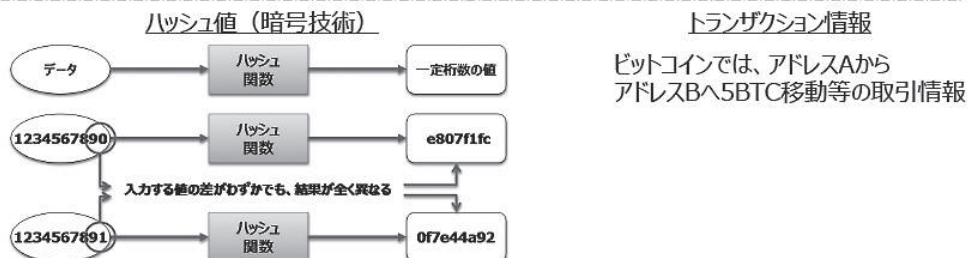 ハッシュ値（暗号技術）
データ
ハッシュ
関数
一定桁数の値
1234567890
ハッシュ
関数
e807f1fc
入力する値の差がわずかでも、結果が全く異なる
1234567891
ハッシュ
関数
0f7e44a92
トランザクション情報
ビットコインでは、アドレスAから
アドレスBへ5BTC移動等の取引情報